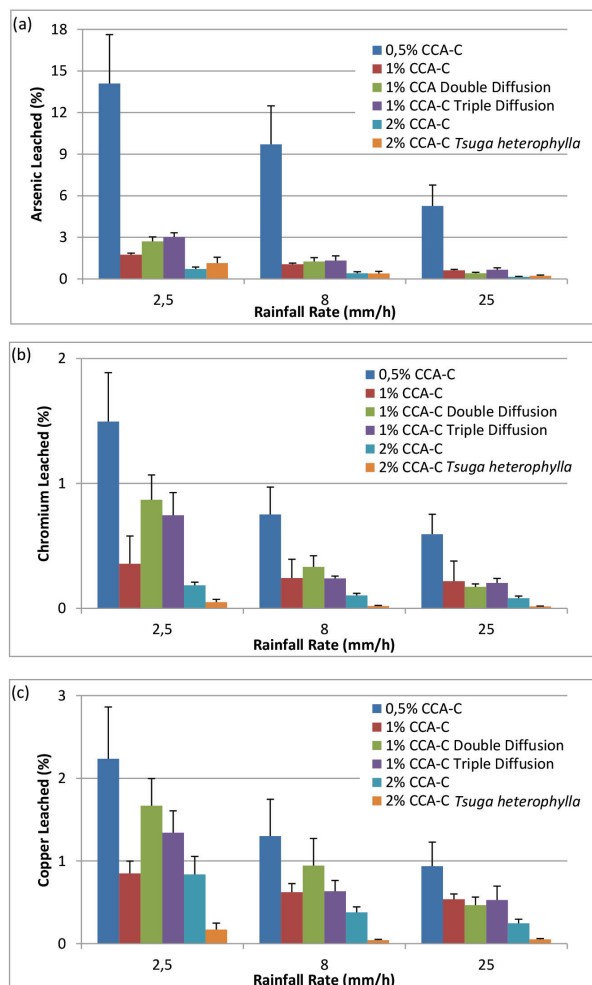 (a)
18
15
12
9
6
3
0
Arsenic Leached (%)
0,5% CCA-C
1% CCA-C
1% CCA Double Diffusion
1% CCA-C Triple Diffusion
2% CCA-C
2% CCA-C Tsuga heterophylla
2,5 8 25
Rainfall Rate (mm/h)
(b)
2
1
0
Chromium Leached (%)
0,5% CCA-C
1% CCA-C
1% CCA-C Double Diffusion
1% CCA-C Triple Diffusion
2% CCA-C
2% CCA-C Tsuga heterophylla
2,5 8 25
Rainfall Rate (mm/h)
(c)
3
2
1
0
Copper Leached (%)
0,5% CCA-C
1% CCA-C
1% CCA-C Double Diffusion
1% CCA-C Triple Diffusion
2% CCA-C
2% CCA-C Tsuga heterophylla
2,5 8 25
Rainfall Rate (mm/h)